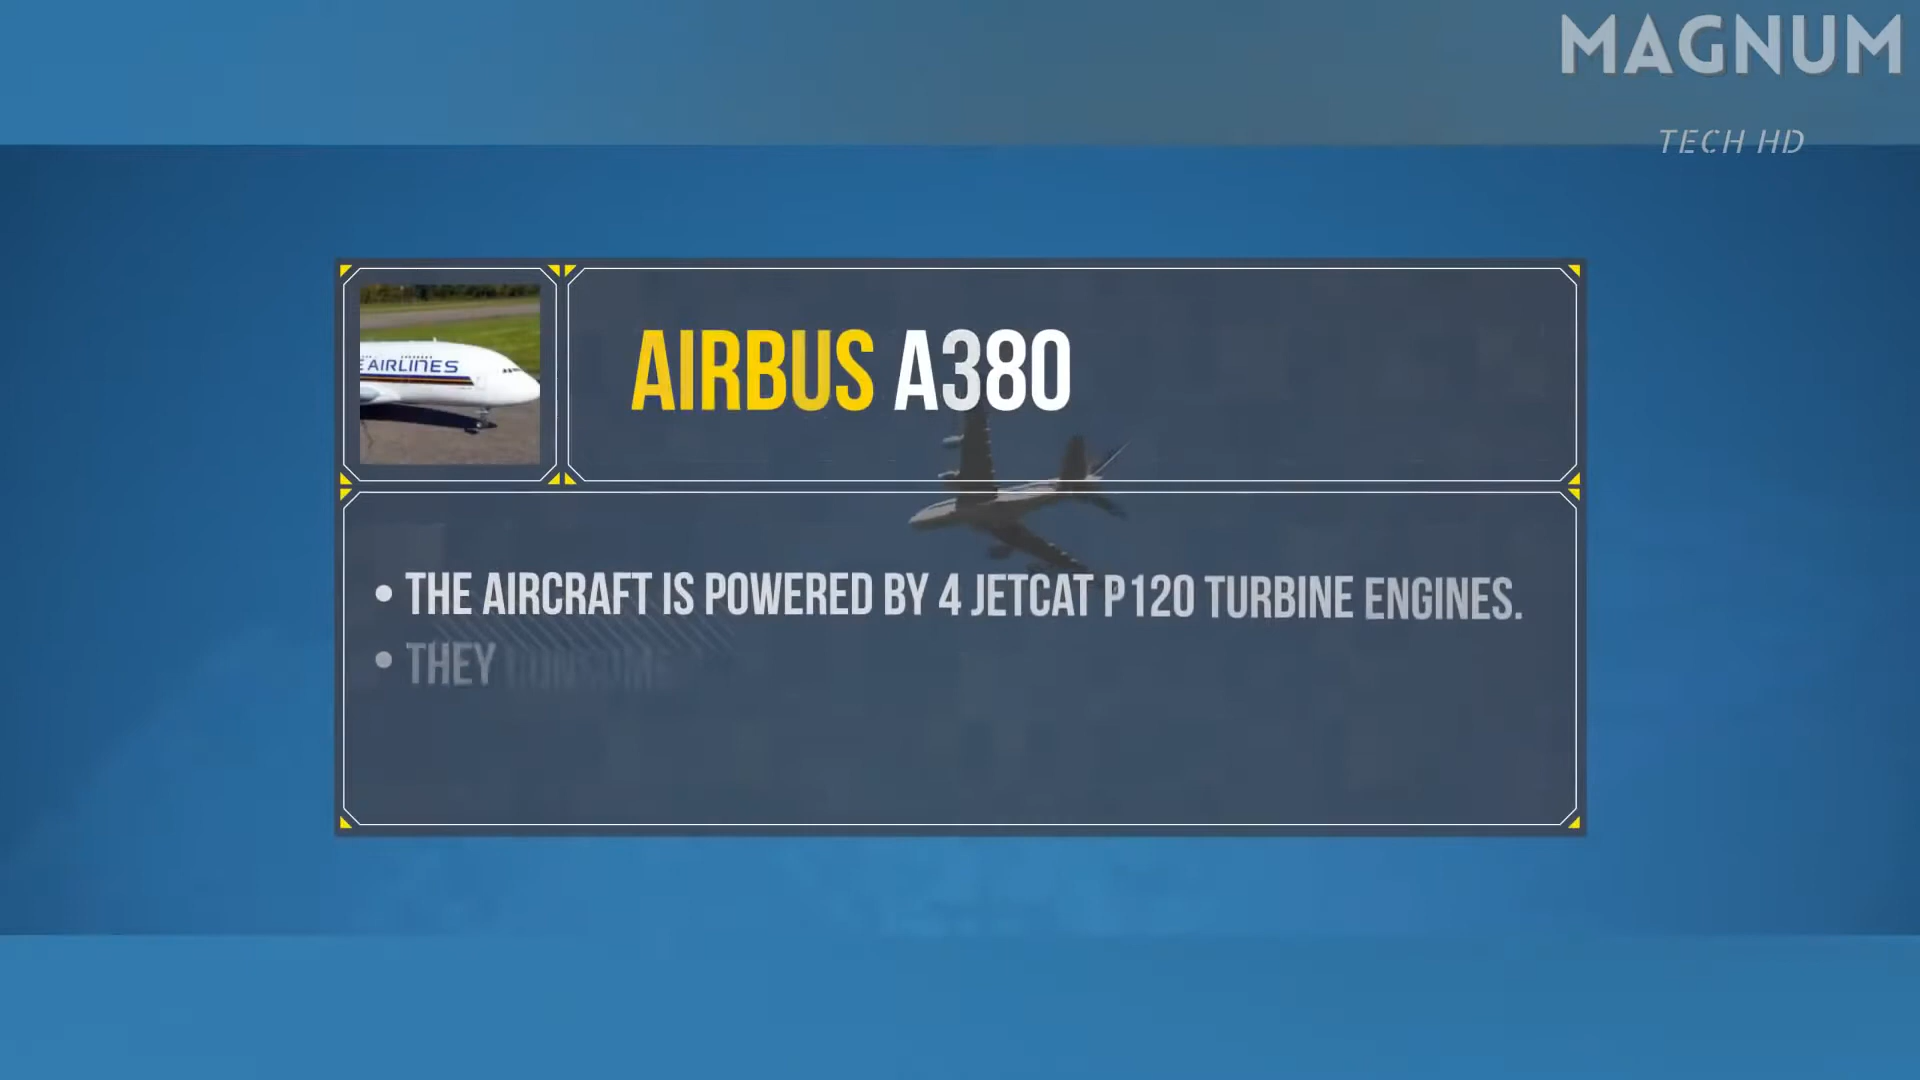 MAGNUM
TECH HD
AIRLINES
AIRBUS A380
• THE AIRCRAFT IS POWERED BY 4 JETCAT P120 TURBINE ENGINES.
• THEY